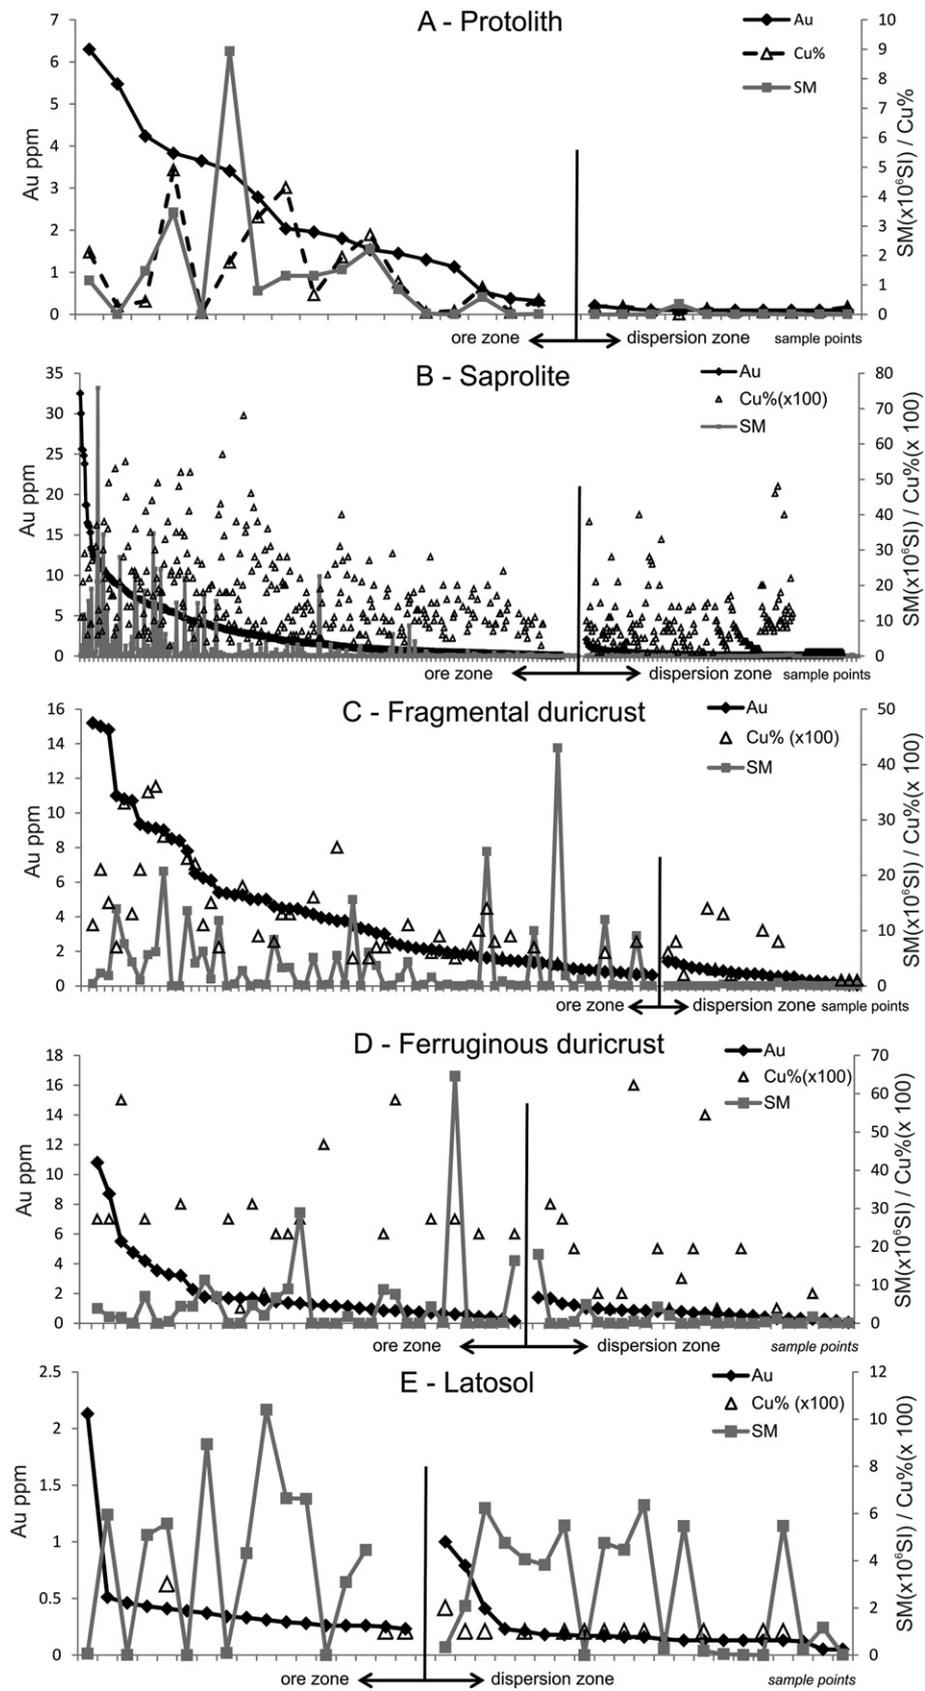 A - Protolith
Au
Cu%
SM
Au ppm
7
6
5
4
3
2
1
0
10
9
8
7
6
5
4
3
2
1
0
SM(x10⁶SI) / Cu%
ore zone
dispersion zone
sample points
B - Saprolite
Au
Cu%(x100)
SM
Au ppm
35
30
25
20
15
10
5
0
80
70
60
50
40
30
20
10
0
SM(x10⁶SI) / Cu%(x 100)
ore zone
dispersion zone
sample points
C - Fragmental duricrust
Au
Cu% (x100)
SM
Au ppm
16
14
12
10
8
6
4
2
0
50
40
30
20
10
0
SM(x10⁶SI) / Cu%(x 100)
ore zone
dispersion zone
sample points
D - Ferruginous duricrust
Au
Cu%(x100)
SM
Au ppm
18
16
14
12
10
8
6
4
2
0
70
60
50
40
30
20
10
0
SM(x10⁶SI) / Cu%(x 100)
ore zone
dispersion zone
sample points
E - Latosol
Au
Cu% (x100)
SM
Au ppm
2.5
2
1.5
1
0.5
0
12
10
8
6
4
2
0
SM(x10⁶SI) / Cu%(x 100)
ore zone
dispersion zone
sample points